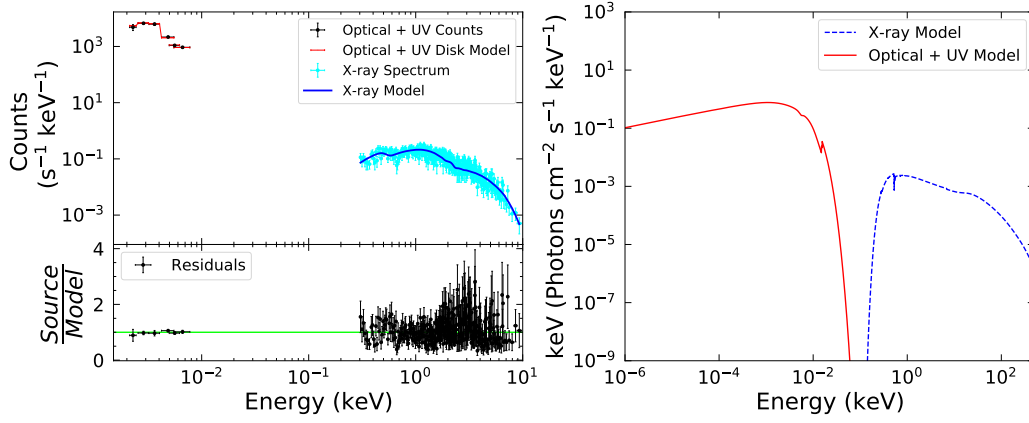 10³
10¹
10⁻¹
10⁻³
Counts
(s⁻¹ keV⁻¹)
Optical + UV Counts
Optical + UV Disk Model
X-ray Spectrum
X-ray Model
4
2
0
Source
Model
Residuals
10⁻²
10⁻¹
10⁰
10¹
Energy (keV)
10³
10¹
10⁻¹
10⁻³
10⁻⁵
10⁻⁷
10⁻⁹
keV (Photons cm⁻² s⁻¹ keV⁻¹)
X-ray Model
Optical + UV Model
10⁻⁶
10⁻⁴
10⁻²
10⁰
10²
Energy (keV)